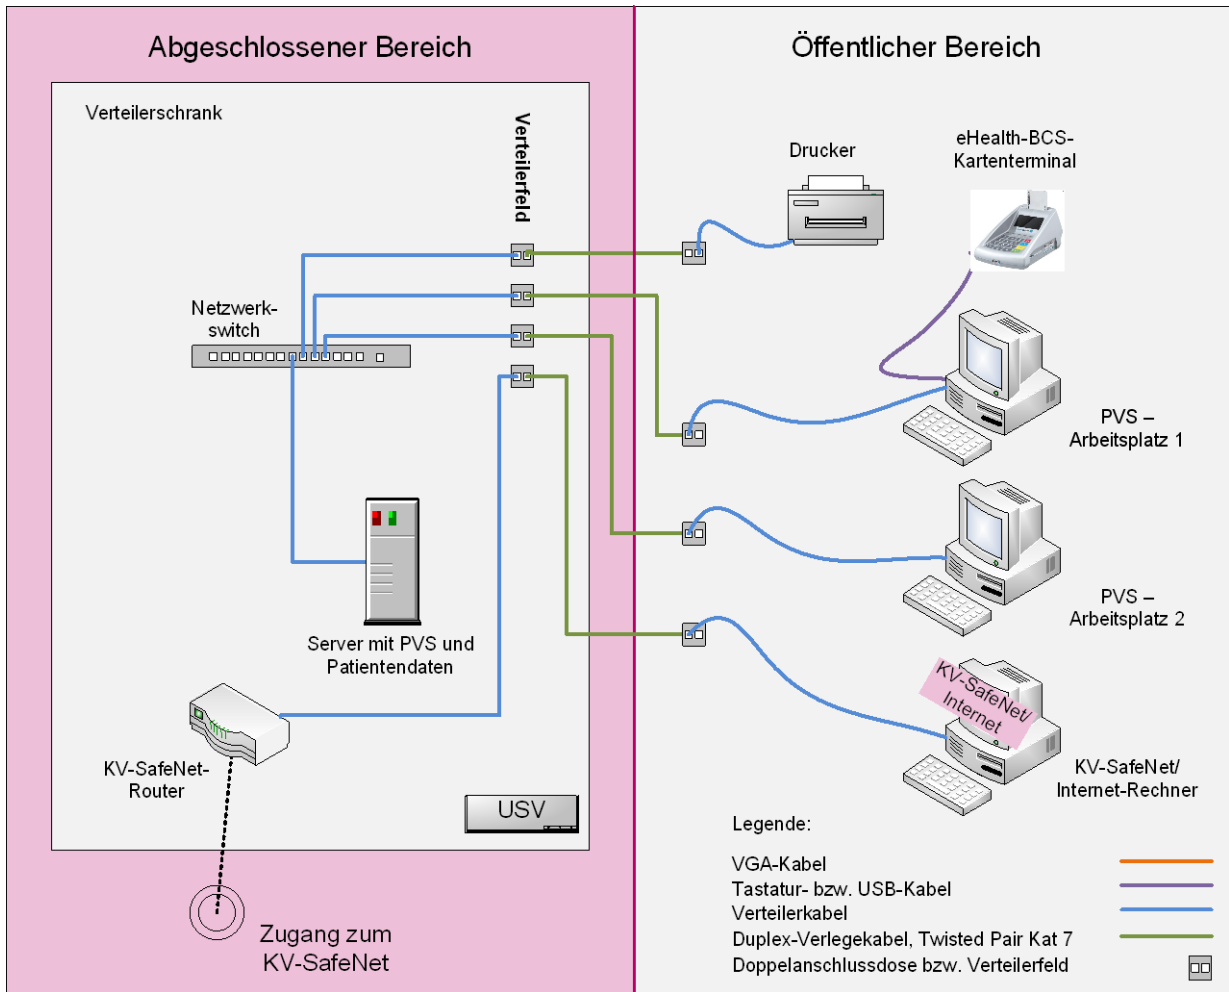 Abgeschlossener Bereich
Öffentlicher Bereich
Verteilerschrank
Verteilerfeld
Drucker
eHealth-BCS-
Kartenterminal
Netzwerk-
switch
PVS –
Arbeitsplatz 1
Server mit PVS und
Patientendaten
PVS –
Arbeitsplatz 2
KV-SafeNet/
Internet
KV-SafeNet-
Router
KV-SafeNet/
Internet-Rechner
USV
Zugang zum
KV-SafeNet
Legende:
VGA-Kabel
Tastatur- bzw. USB-Kabel
Verteilerkabel
Duplex-Verlegekabel, Twisted Pair Kat 7
Doppelanschlussdose bzw. Verteilerfeld